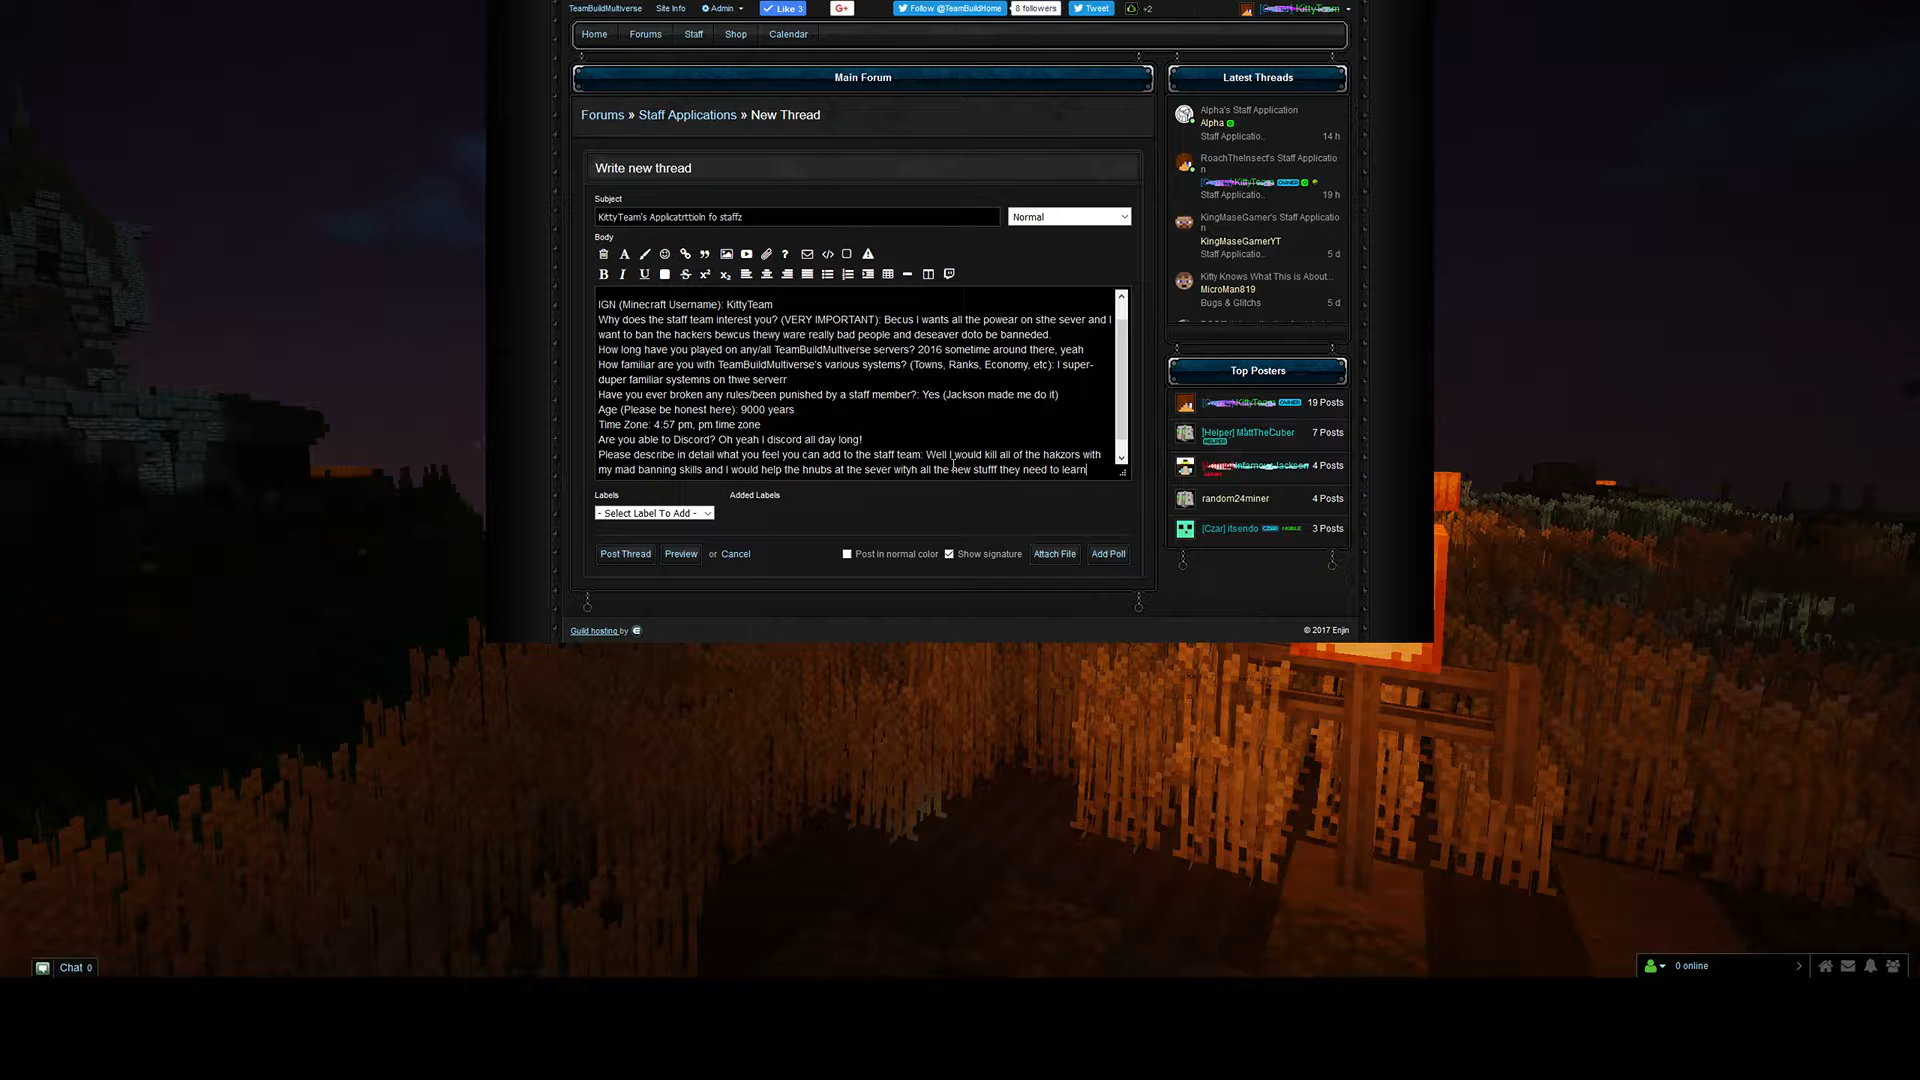 TeamBuildMultiverse Site Info Admin Like 3 G+ Follow @TeamBuildHome 8 followers Tweet +2 KittyTeam
Home Forums Staff Shop Calendar
Main Forum
Forums » Staff Applications » New Thread
Write new thread
Subject
KittyTeam's Applicatrttioln fo staffz Normal
Body
IGN (Minecraft Username): KittyTeam
Why does the staff team interest you? (VERY IMPORTANT): Becus I wants all the powear on sthe sever and I
want to ban the hackers bewcus thewy ware really bad people and deseaver doto be banneded.
How long have you played on any/all TeamBuildMultiverse servers? 2016 sometime around there, yeah
How familiar are you with TeamBuildMultiverse's various systems? (Towns, Ranks, Economy, etc): I super-
duper familiar systemns on thwe serverr
Have you ever broken any rules/been punished by a staff member?: Yes (Jackson made me do it)
Age (Please be honest here): 9000 years
Time Zone: 4:57 pm, pm time zone
Are you able to Discord? Oh yeah I discord all day long!
Please describe in detail what you feel you can add to the staff team: Well I would kill all of the hakzors with
my mad banning skills and I would help the hnubs at the sever wityh all the new stufff they need to learn
Labels Added Labels
- Select Label To Add -
Post Thread Preview or Cancel Post in normal color Show signature Attach File Add Poll
Latest Threads
Alpha's Staff Application
Alpha
Staff Applicatio.. 14 h
RoachTheInsect's Staff Applicatio
n
KittyTeam OWNER
Staff Applicatio.. 19 h
KingMaseGamer's Staff Applicatio
n
KingMaseGamerYT
Staff Applicatio.. 5 d
Kitty Knows What This is About...
MicroMan819
Bugs & Glitchs 5 d
Top Posters
KittyTeam OWNER 19 Posts
[Helper] MattTheCuber 7 Posts
HELPER
InfamousJackson 4 Posts
random24miner 4 Posts
[Czar] itsendo CZAR NOBLE 3 Posts
Guild hosting by © 2017 Enjin
Chat 0 0 online